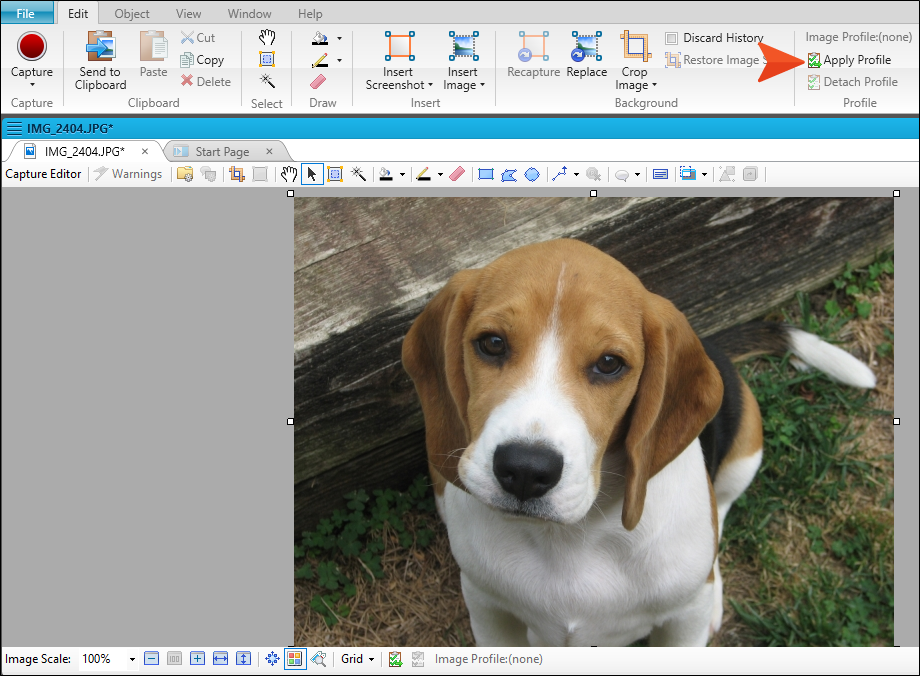 File Edit Object View Window Help
Capture
Capture
Send to
Clipboard
Paste
Cut
Copy
Delete
Clipboard
Select
Draw
Insert
Screenshot
Insert
Image
Insert
Recapture
Replace
Crop
Image
Discard History
Restore Image
Background
Image Profile:(none)
Apply Profile
Detach Profile
Profile
IMG_2404.JPG*
IMG_2404.JPG* Start Page
Capture Editor Warnings
Image Scale: 100% Grid Image Profile:(none)